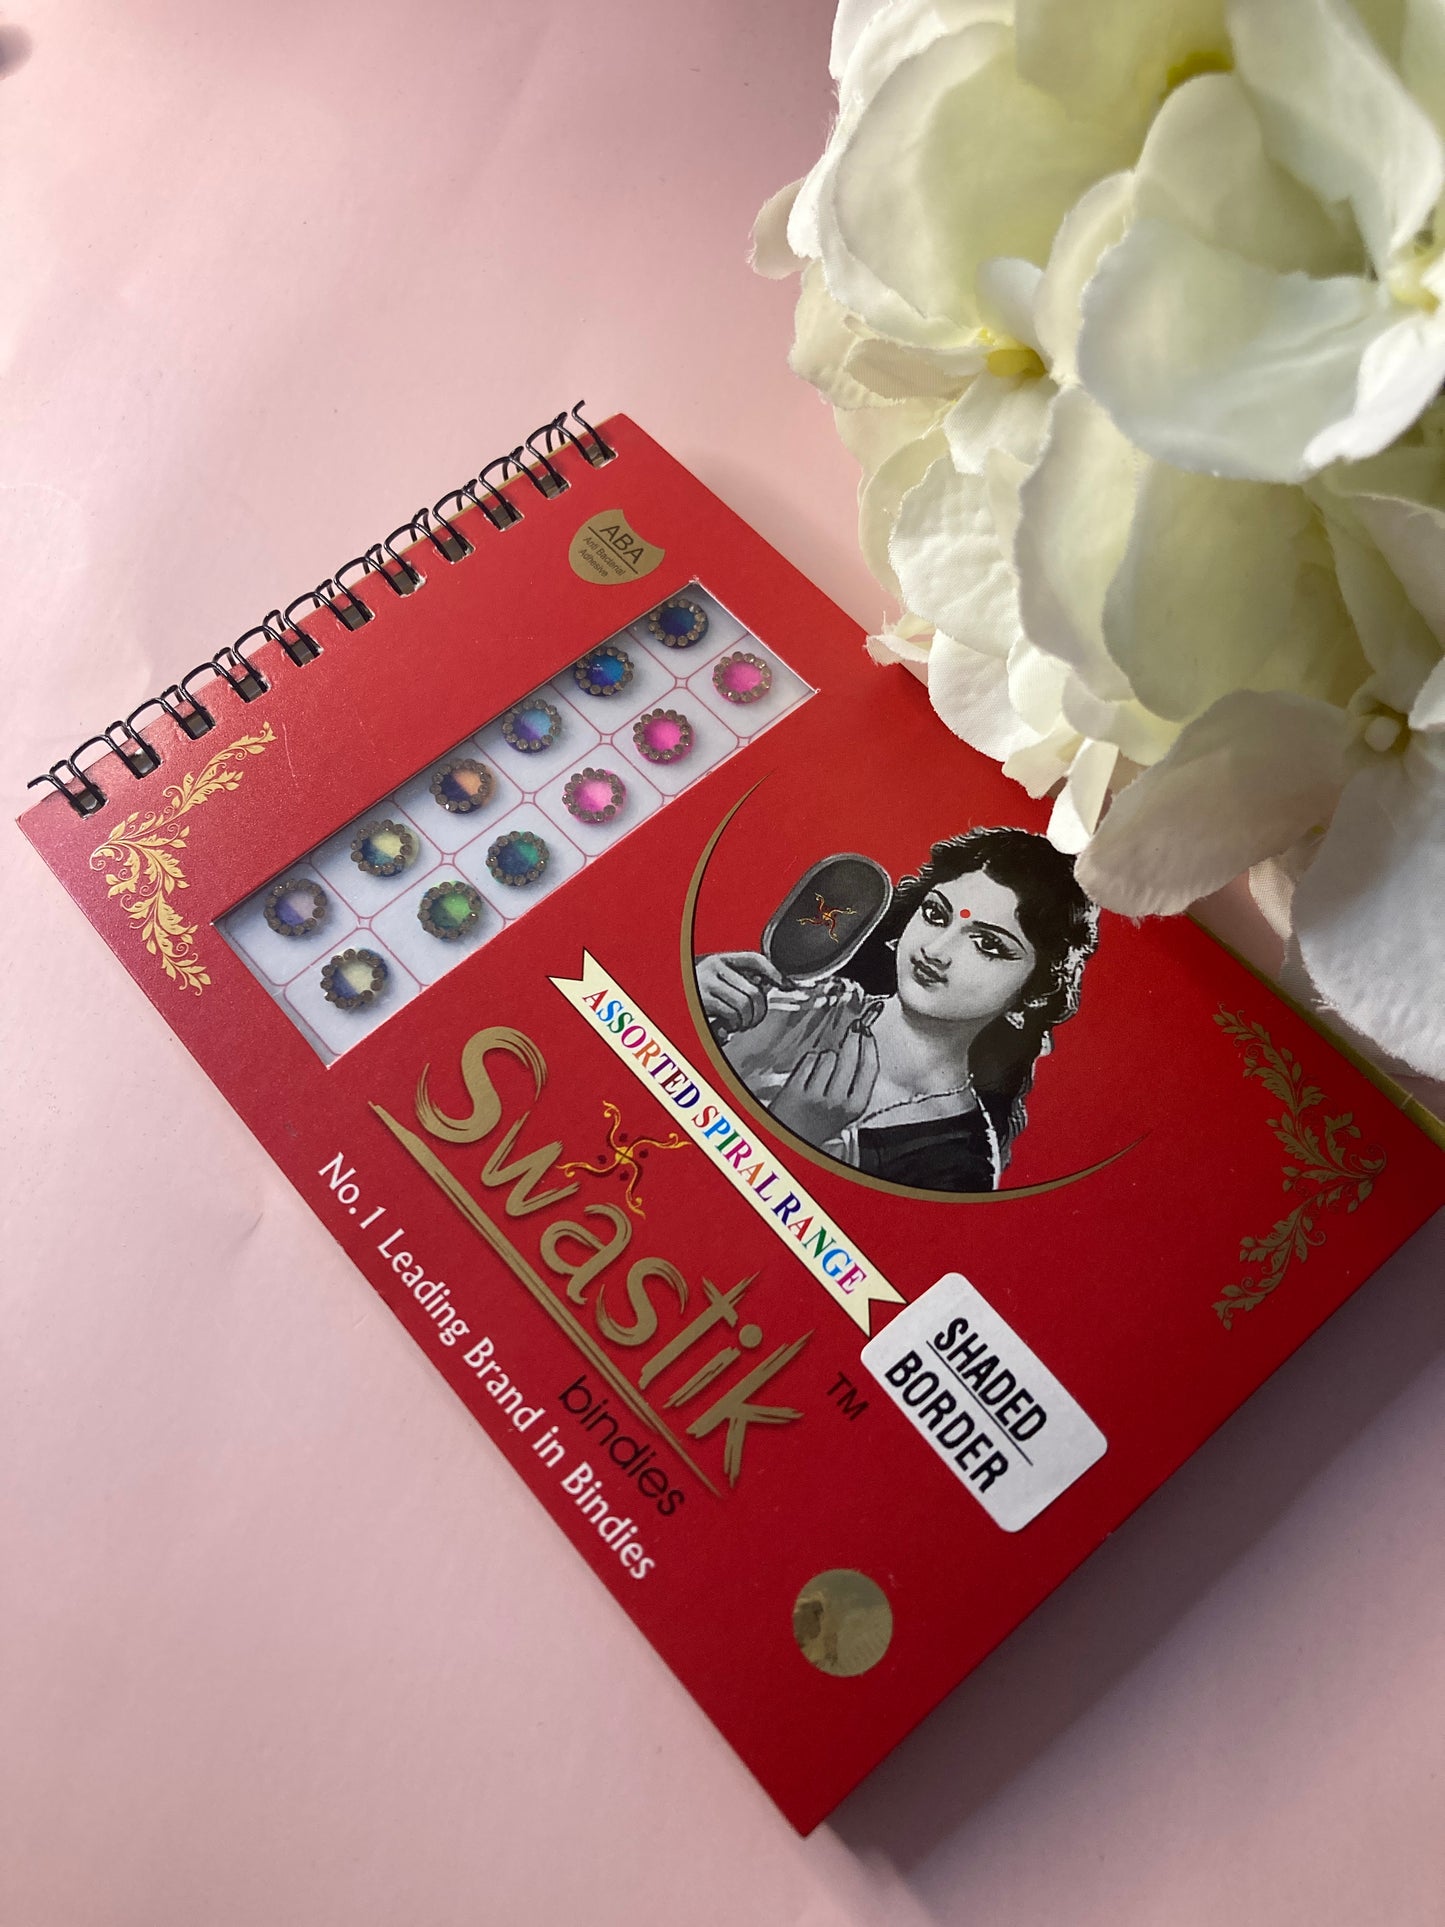 ABA
Anti Bacterial
Adhesive
ASSORTED SPIRAL RANGE
Swastik
TM
bindies
No. 1 Leading Brand in Bindies
SHADED
BORDER